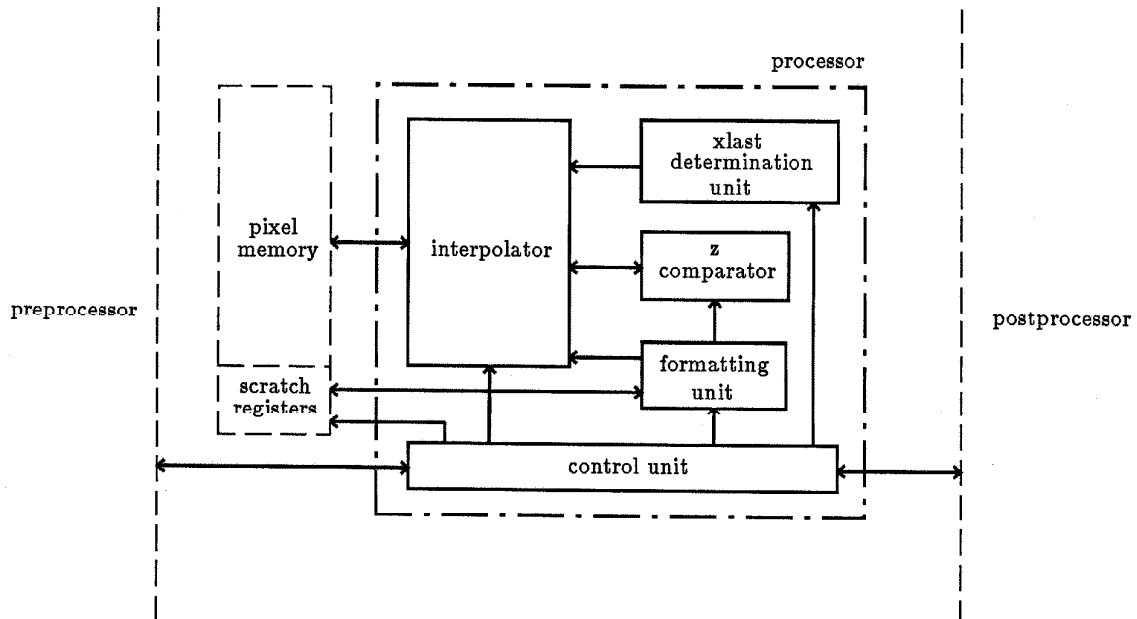 processor
xlast
determination
unit
pixel
memory
interpolator
z
comparator
preprocessor
postprocessor
formatting
unit
scratch
registers
control unit